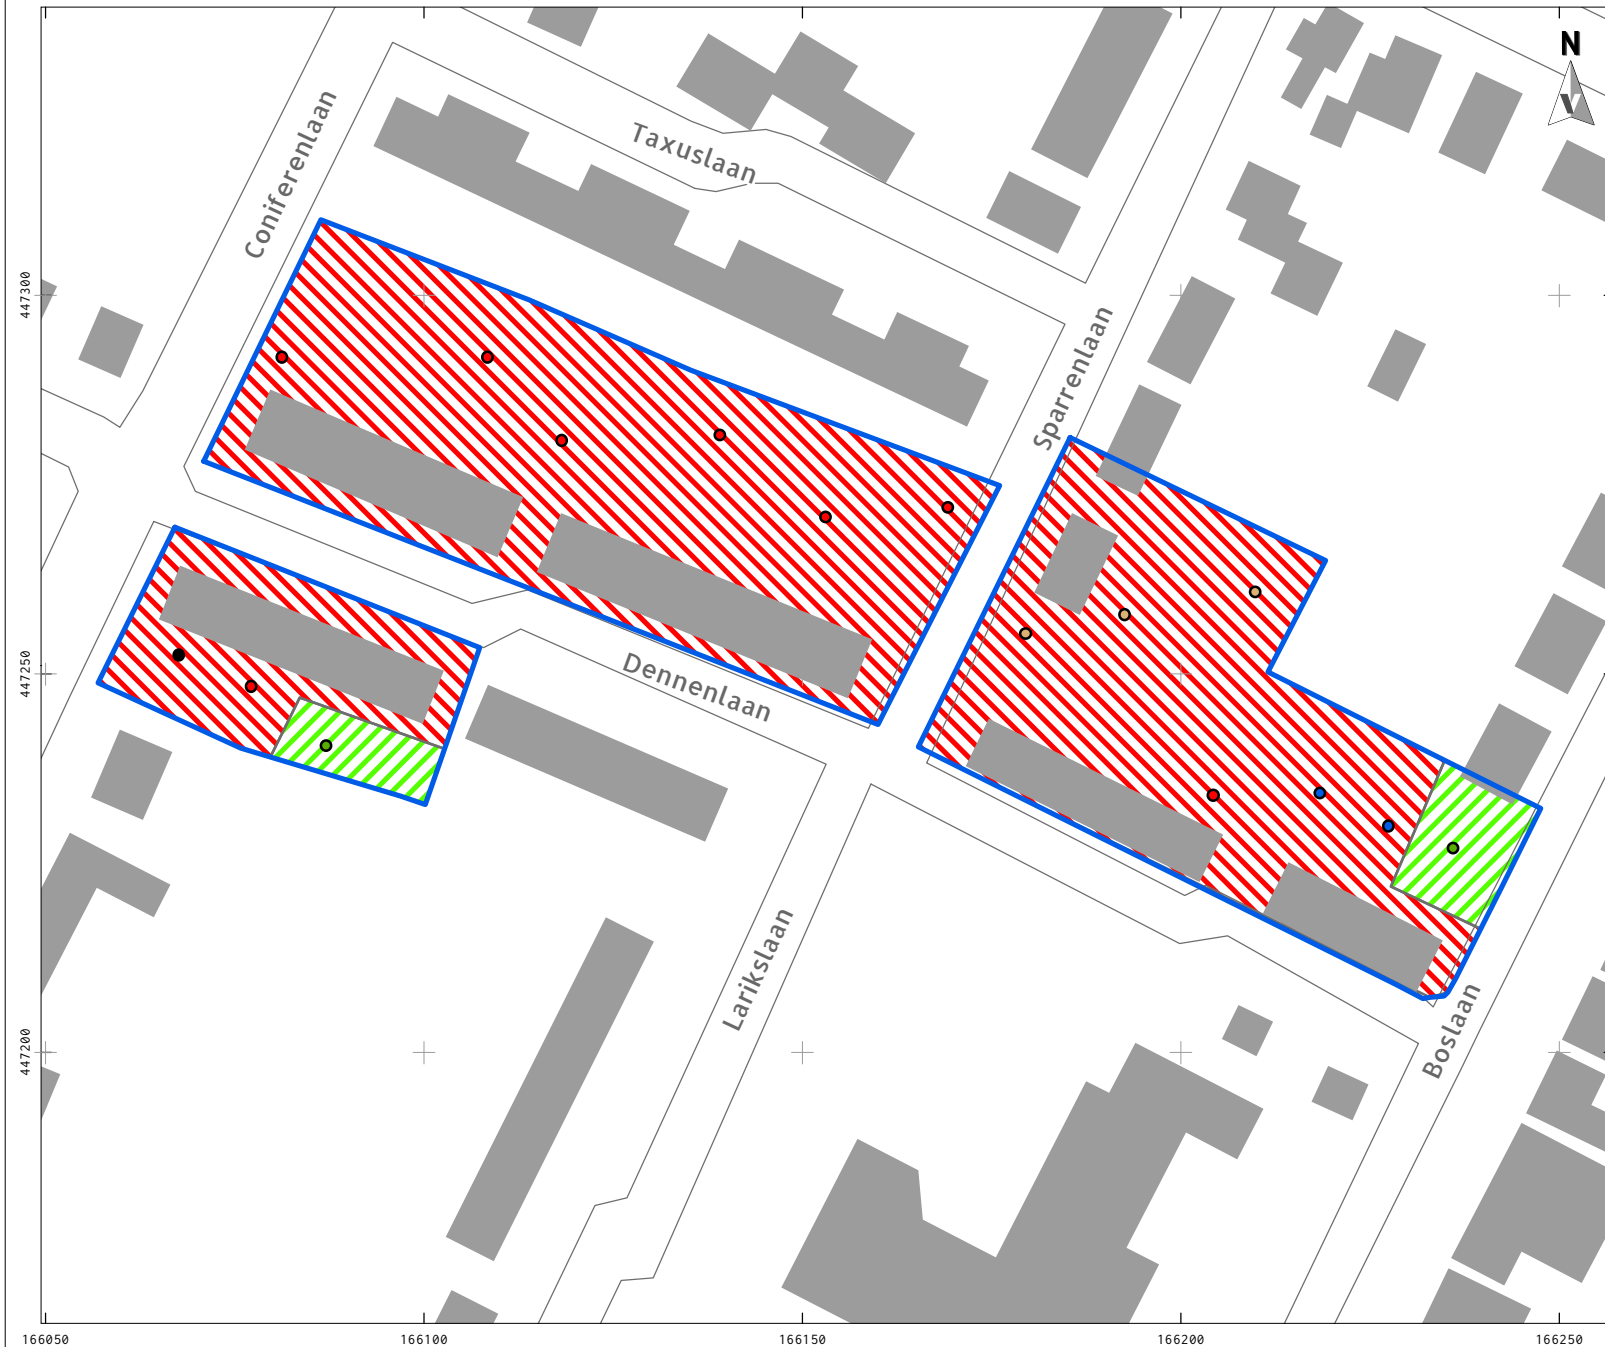 N
Coniferenlaan
Taxuslaan
Sparrenlaan
Dennenlaan
Larikslaan
Boslaan
447300
447250
447200
166050
166100
166150
166200
166250